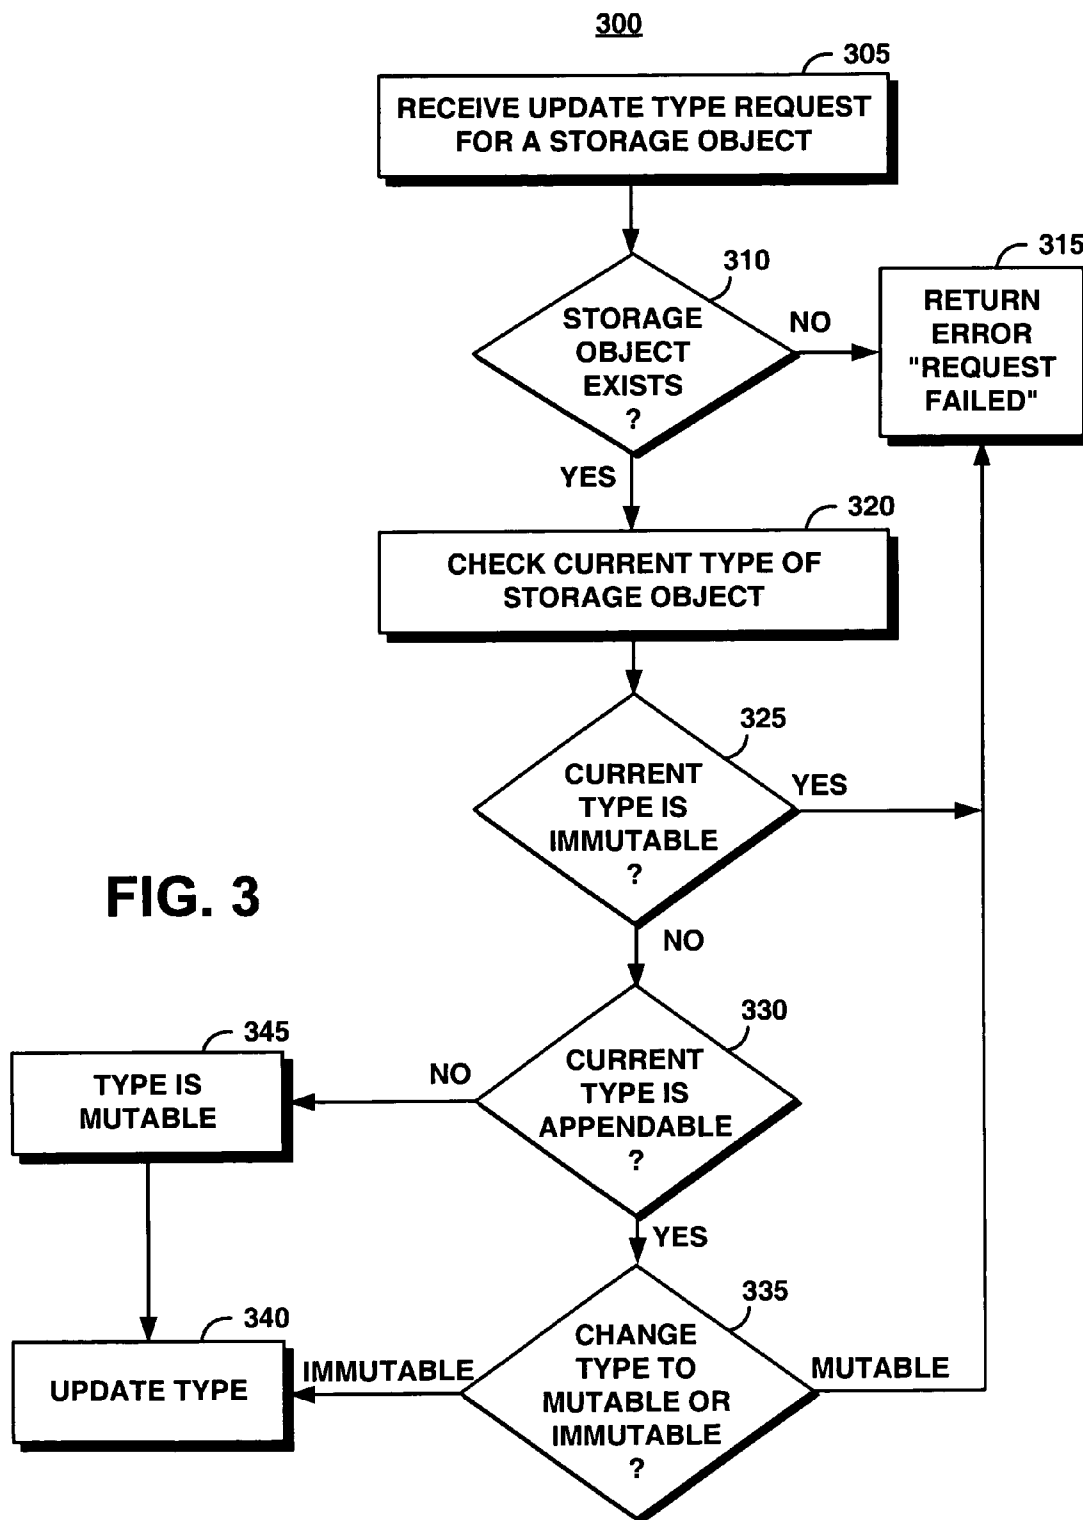 300
305
RECEIVE UPDATE TYPE REQUEST
FOR A STORAGE OBJECT
310
STORAGE
OBJECT
EXISTS
?
NO
315
RETURN
ERROR
"REQUEST
FAILED"
YES
320
CHECK CURRENT TYPE OF
STORAGE OBJECT
325
CURRENT
TYPE IS
IMMUTABLE
?
YES
FIG. 3
NO
330
CURRENT
TYPE IS
APPENDABLE
?
NO
345
TYPE IS
MUTABLE
YES
335
CHANGE
TYPE TO
MUTABLE OR
IMMUTABLE
?
MUTABLE
IMMUTABLE
340
UPDATE TYPE